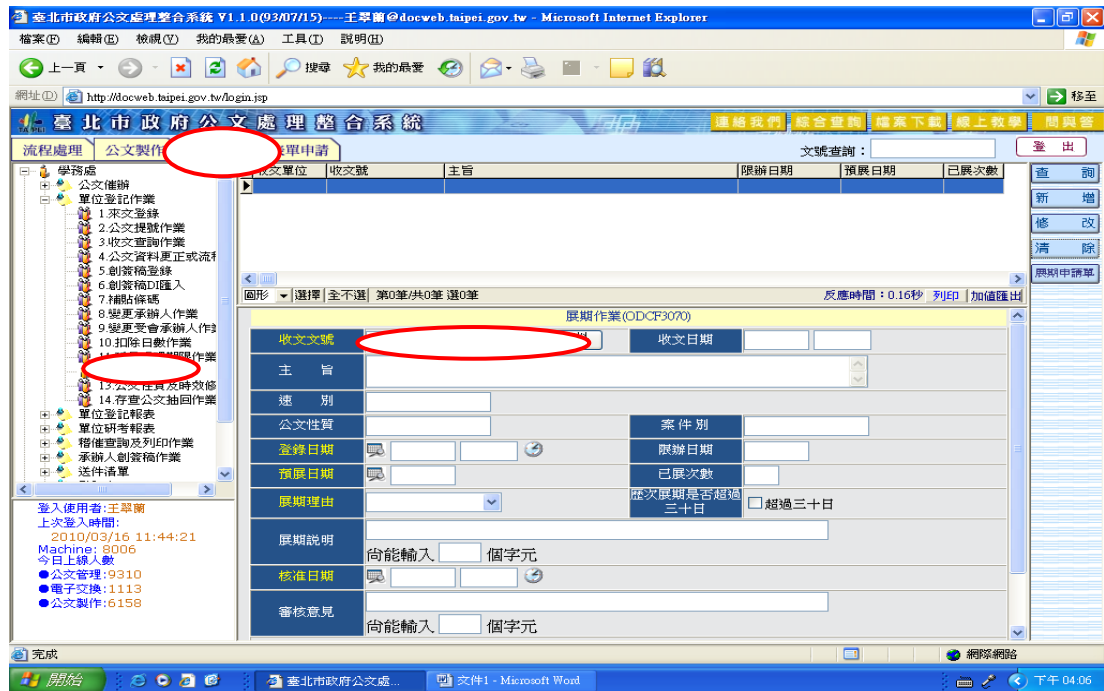 臺北市政府公文處理整合系統 V1.1.0(93/07/15)----王翠蘭@docweb.taipei.gov.tw - Microsoft Internet Explorer
檔案(F) 編輯(E) 檢視(V) 我的最愛(A) 工具(T) 說明(H)
上一頁 搜尋 我的最愛
網址(D) http://docweb.taipei.gov.tw/login.jsp 移至
臺北市政府公文處理整合系統 連絡我們 綜合查詢 檔案下載 線上教學 問與答
流程處理 公文製作 單申請 文號查詢： 登出
學務處
公文催辦
單位登記作業
1.來文登錄
2.公文提號作業
3.收文查詢作業
4.公文資料更正或流程
5.創簽稿登錄
6.創簽稿DI匯入
7.補貼條碼
8.變更承辦人作業
9.變更受會承辦人作業
10.扣除日數作業
作業
13.公文性質及時效修
14.存查公文抽回作業
單位登記報表
單位研考報表
稽催查詢及列印作業
承辦人創簽稿作業
送件清單
登入使用者:王翠蘭
上次登入時間:
2010/03/16 11:44:21
Machine: 8006
今日上線人數
●公文管理:9310
●電子交換:1113
●公文製作:6158
收文單位 收文號 主旨 限辦日期 預展日期 已展次數
圖形 選擇 全不選 第0筆/共0筆 選0筆 反應時間：0.16秒 列印 加值匯出
展期作業(ODCF3070)
收文文號 收文日期
主旨
速別
公文性質 案件別
登錄日期 限辦日期
預展日期 已展次數
展期理由 歷次展期是否超過三十日 超過三十日
展期說明
尚能輸入 個字元
核准日期
審核意見
尚能輸入 個字元
查詢
新增
修改
清除
展期申請單
完成 網際網路
開始 臺北市政府公文處... 文件1 - Microsoft Word 下午 04:06